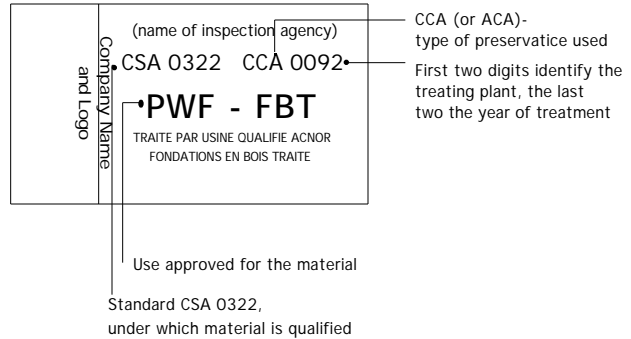 (name of inspection agency)
CSA 0322 CCA 0092
PWF - FBT
TRAITE PAR USINE QUALIFIE ACNOR
FONDATIONS EN BOIS TRAITE
Company Name
and Logo
CCA (or ACA)-
type of preservatice used
First two digits identify the
treating plant, the last
two the year of treatment
Use approved for the material
Standard CSA 0322,
under which material is qualified